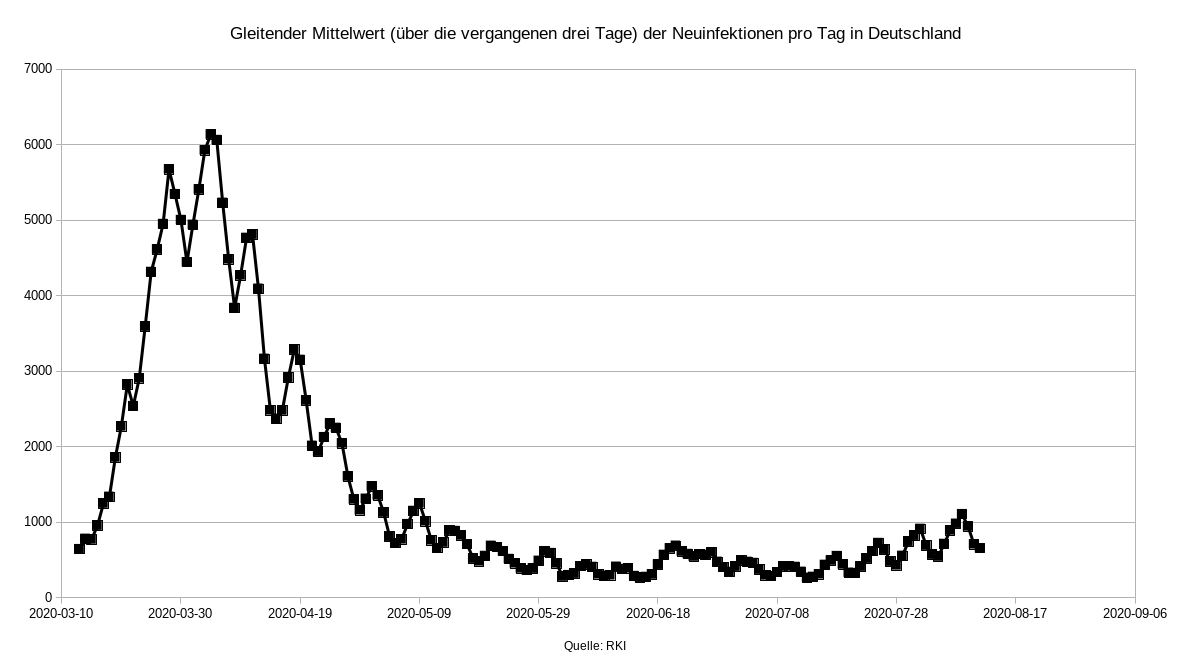 Gleitender Mittelwert (über die vergangenen drei Tage) der Neuinfektionen pro Tag in Deutschland
7000
6000
5000
4000
3000
2000
1000
0
2020-03-10 2020-03-30 2020-04-19 2020-05-09 2020-05-29 2020-06-18 2020-07-08 2020-07-28 2020-08-17 2020-09-06
Quelle: RKI